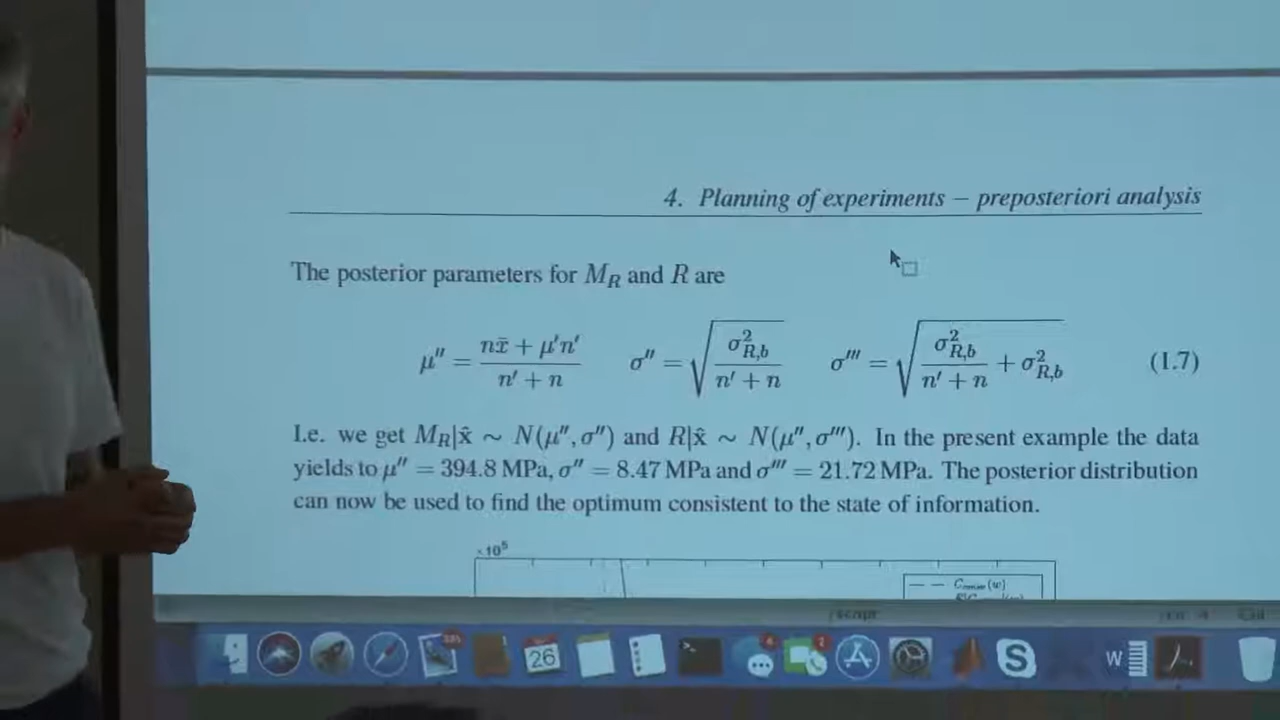 4. Planning of experiments – preposteriori analysis
The posterior parameters for M_R and R are
μ″ = (nx̄ + μ′n′)/(n′ + n)   σ″ = √(σ²_{R,b}/(n′ + n))   σ‴ = √(σ²_{R,b}/(n′ + n) + σ²_{R,b})   (1.7)
I.e. we get M_R|x̂ ∼ N(μ″, σ″) and R|x̂ ∼ N(μ″, σ‴). In the present example the data
yields to μ″ = 394.8 MPa, σ″ = 8.47 MPa and σ‴ = 21.72 MPa. The posterior distribution
can now be used to find the optimum consistent to the state of information.
×10⁵
26
S
W